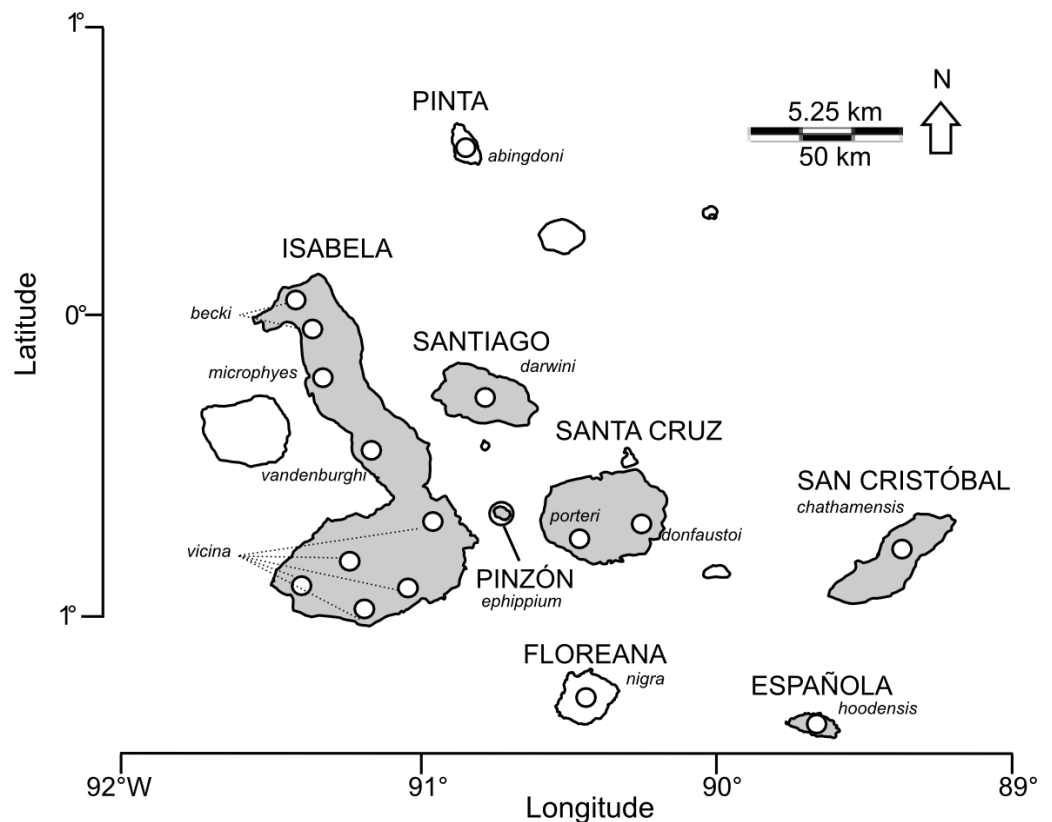 1°
PINTA
abingdoni
5.25 km
50 km
N
ISABELA
Latitude
0°
becki
microphyes
vandenburghi
vicina
SANTIAGO
darwini
SANTA CRUZ
porteri
donfaustoi
SAN CRISTÓBAL
chathamensis
PINZÓN
ephippium
1°
FLOREANA
nigra
ESPAÑOLA
hoodensis
92°W
91°
90°
89°
Longitude